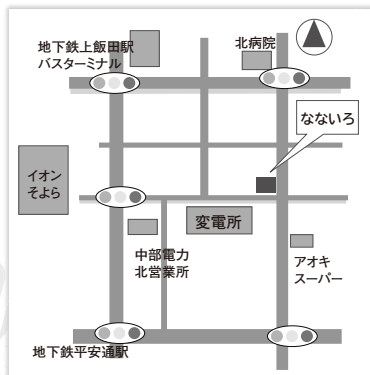 地下鉄上飯田駅
バスターミナル
北病院
なないろ
イオン
そよら
変電所
中部電力
北営業所
アオキ
スーパー
地下鉄平安通駅